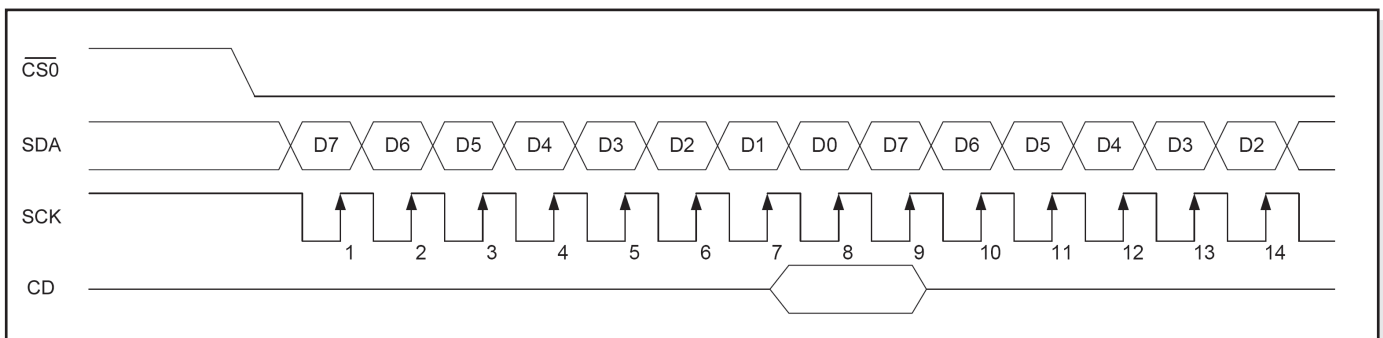 CS0
SDA D7 D6 D5 D4 D3 D2 D1 D0 D7 D6 D5 D4 D3 D2
SCK
1 2 3 4 5 6 7 8 9 10 11 12 13 14
CD